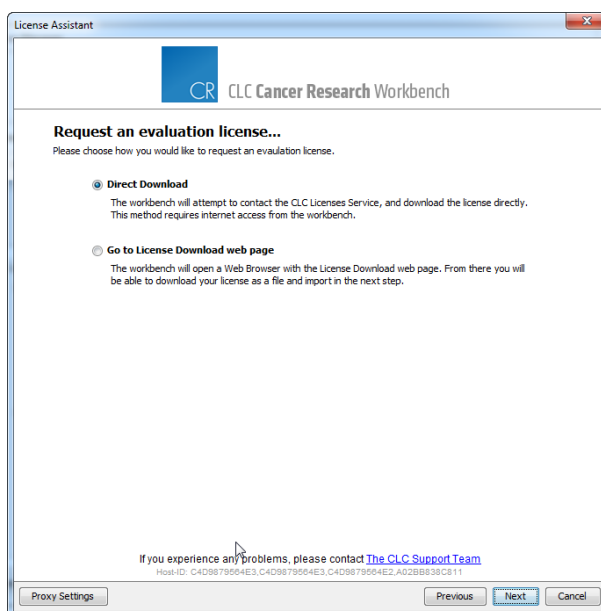 License Assistant
CR CLC Cancer Research Workbench
Request an evaluation license...
Please choose how you would like to request an evaulation license.
Direct Download
The workbench will attempt to contact the CLC Licenses Service, and download the license directly.
This method requires internet access from the workbench.
Go to License Download web page
The workbench will open a Web Browser with the License Download web page. From there you will
be able to download your license as a file and import in the next step.
If you experience any problems, please contact The CLC Support Team
Host-ID: C4D9879564E3,C4D9879564E3,C4D9879564E2,A02BB838C811
Proxy Settings Previous Next Cancel